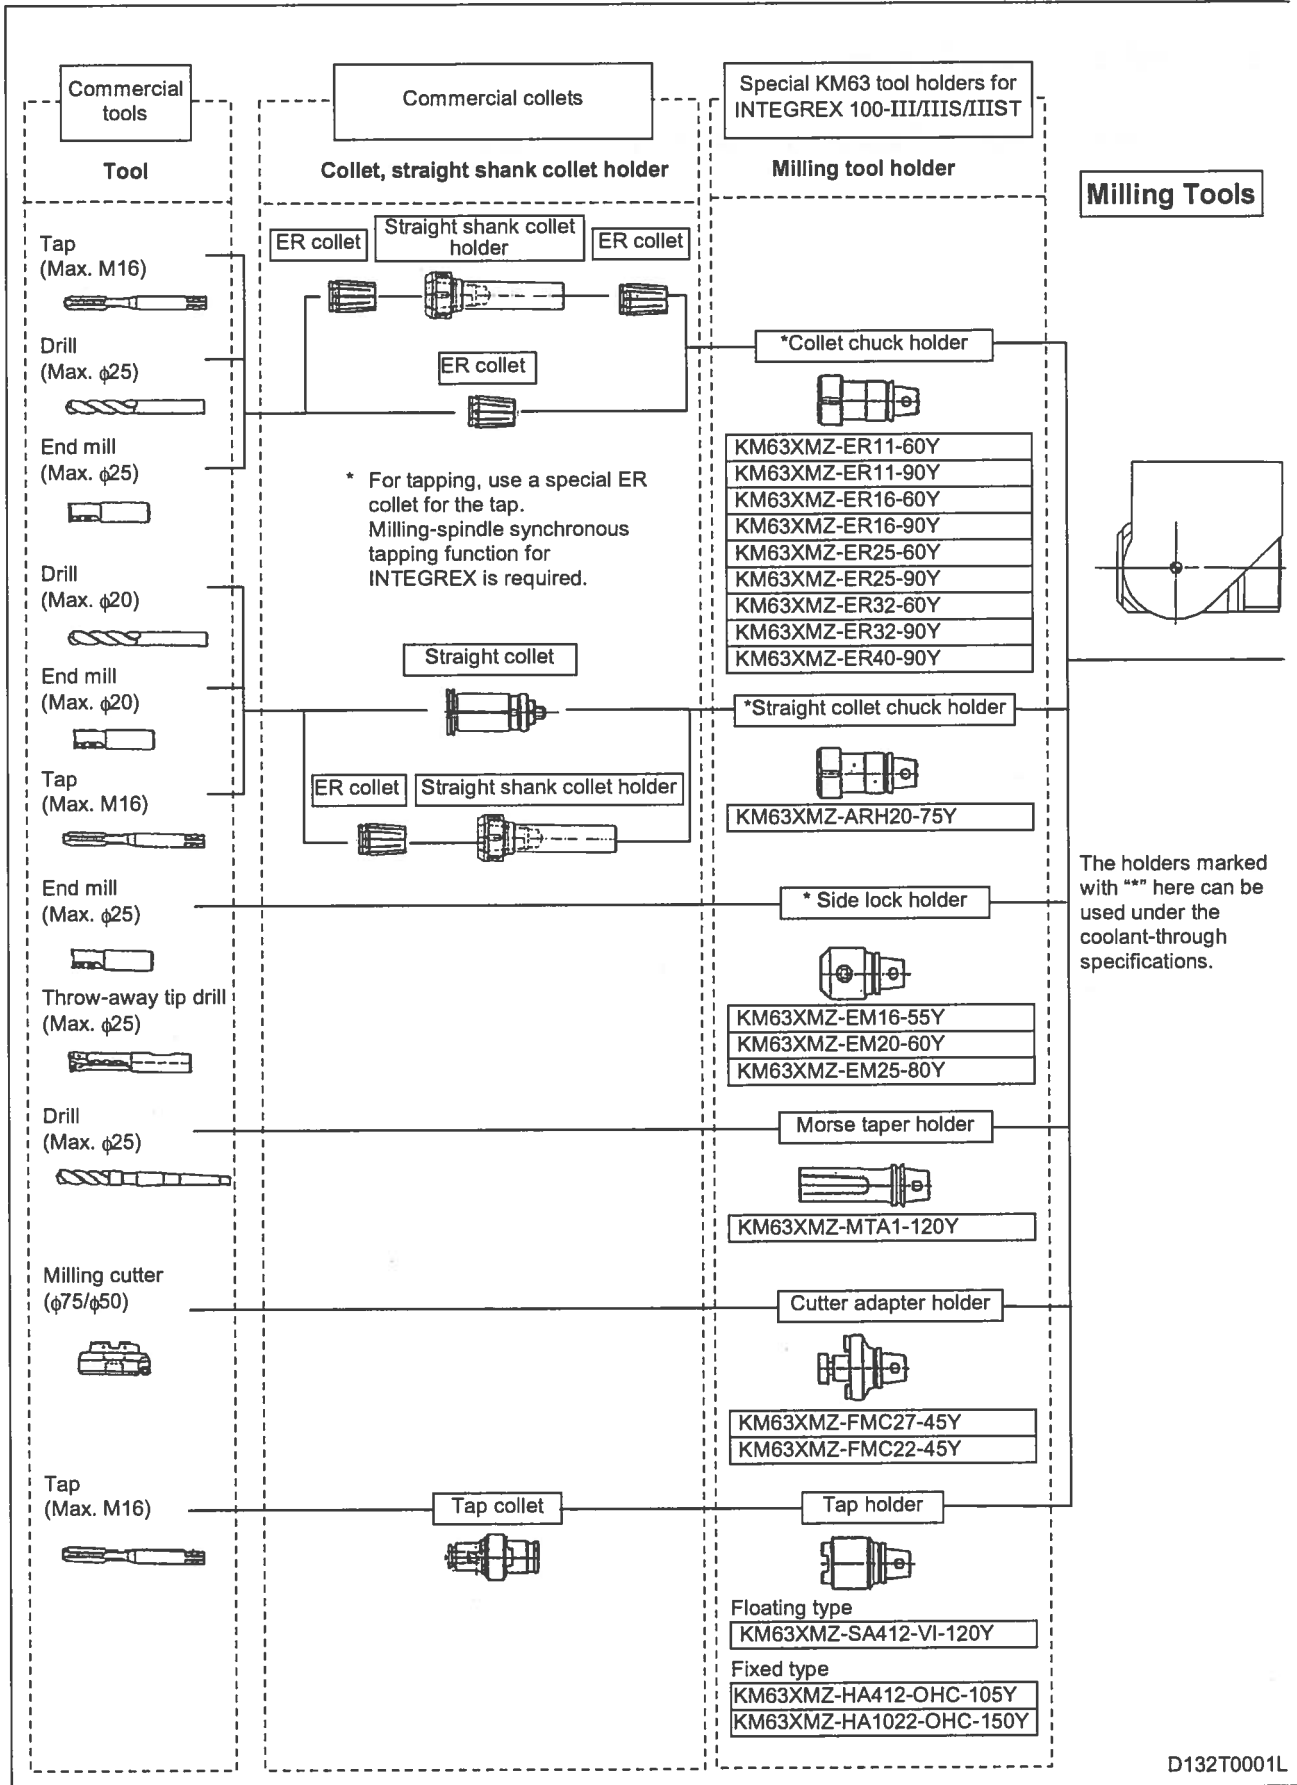 Commercial
tools
Commercial collets
Special KM63 tool holders for
INTEGREX 100-III/IIIS/IIIST
Tool
Collet, straight shank collet holder
Milling tool holder
Milling Tools
Tap
(Max. M16)
ER collet
Straight shank collet
holder
ER collet
Drill
(Max. ϕ25)
ER collet
*Collet chuck holder
End mill
(Max. ϕ25)
* For tapping, use a special ER
collet for the tap.
Milling-spindle synchronous
tapping function for
INTEGREX is required.
KM63XMZ-ER11-60Y
KM63XMZ-ER11-90Y
KM63XMZ-ER16-60Y
KM63XMZ-ER16-90Y
KM63XMZ-ER25-60Y
KM63XMZ-ER25-90Y
KM63XMZ-ER32-60Y
KM63XMZ-ER32-90Y
KM63XMZ-ER40-90Y
Drill
(Max. ϕ20)
End mill
(Max. ϕ20)
Straight collet
*Straight collet chuck holder
Tap
(Max. M16)
ER collet
Straight shank collet holder
KM63XMZ-ARH20-75Y
End mill
(Max. ϕ25)
* Side lock holder
The holders marked
with “*” here can be
used under the
coolant-through
specifications.
Throw-away tip drill
(Max. ϕ25)
KM63XMZ-EM16-55Y
KM63XMZ-EM20-60Y
KM63XMZ-EM25-80Y
Drill
(Max. ϕ25)
Morse taper holder
KM63XMZ-MTA1-120Y
Milling cutter
(ϕ75/ϕ50)
Cutter adapter holder
KM63XMZ-FMC27-45Y
KM63XMZ-FMC22-45Y
Tap
(Max. M16)
Tap collet
Tap holder
Floating type
KM63XMZ-SA412-VI-120Y
Fixed type
KM63XMZ-HA412-OHC-105Y
KM63XMZ-HA1022-OHC-150Y
D132T0001L